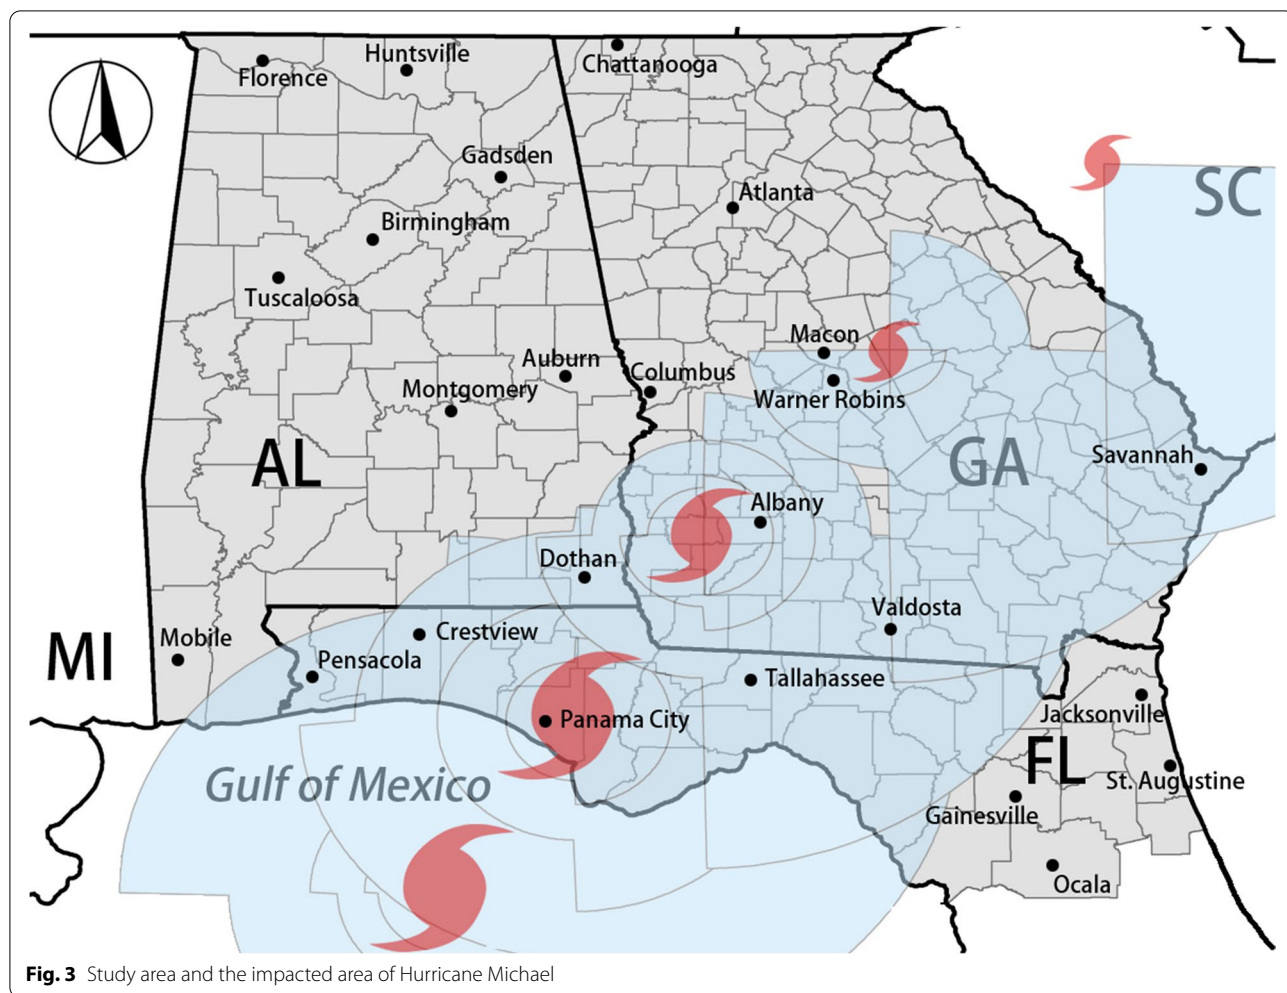 Huntsville
Florence
Chattanooga
Gadsden
SC
Atlanta
Birmingham
Tuscaloosa
Macon
Auburn
Columbus
Montgomery
Warner Robins
AL
GA
Savannah
Albany
Dothan
Valdosta
Mobile
Crestview
MI
Pensacola
Tallahassee
Jacksonville
Panama City
FL
Gulf of Mexico
St. Augustine
Gainesville
Ocala
Fig. 3 Study area and the impacted area of Hurricane Michael